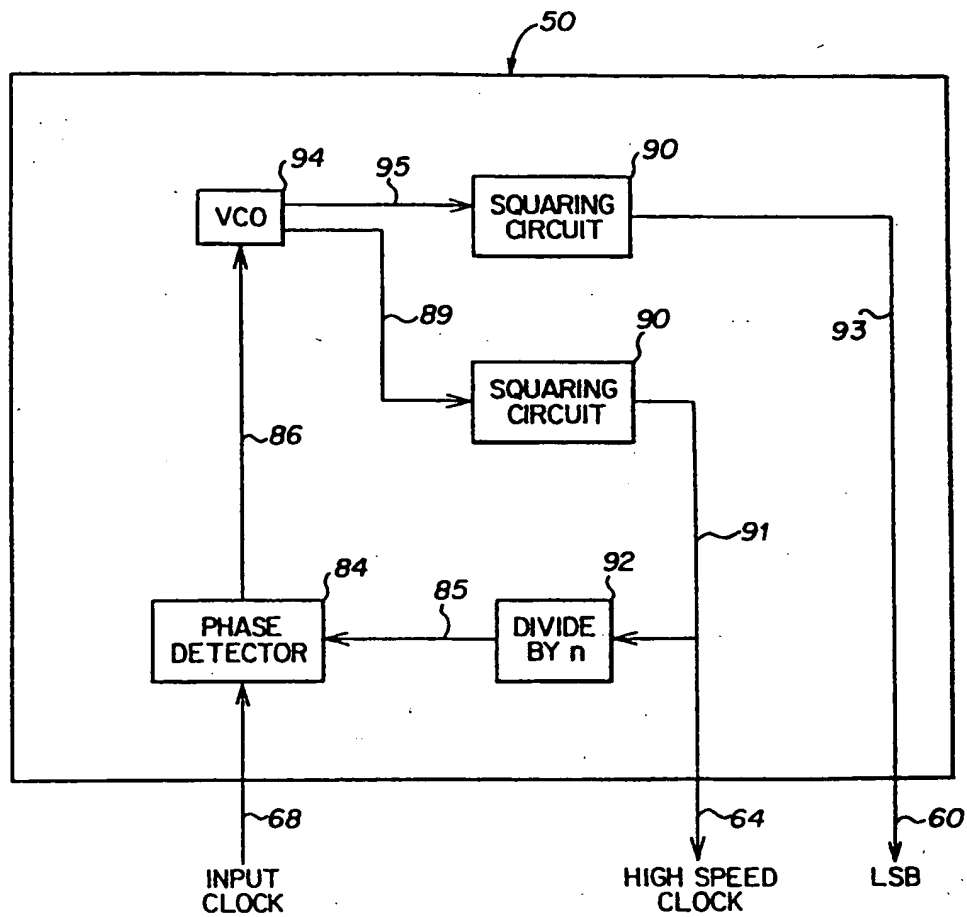 50
94
VCO
95
90
SQUARING
CIRCUIT
89
93
90
SQUARING
CIRCUIT
86
91
84
PHASE
DETECTOR
85
92
DIVIDE
BY n
68
64
60
INPUT
CLOCK
HIGH SPEED
CLOCK
LSB